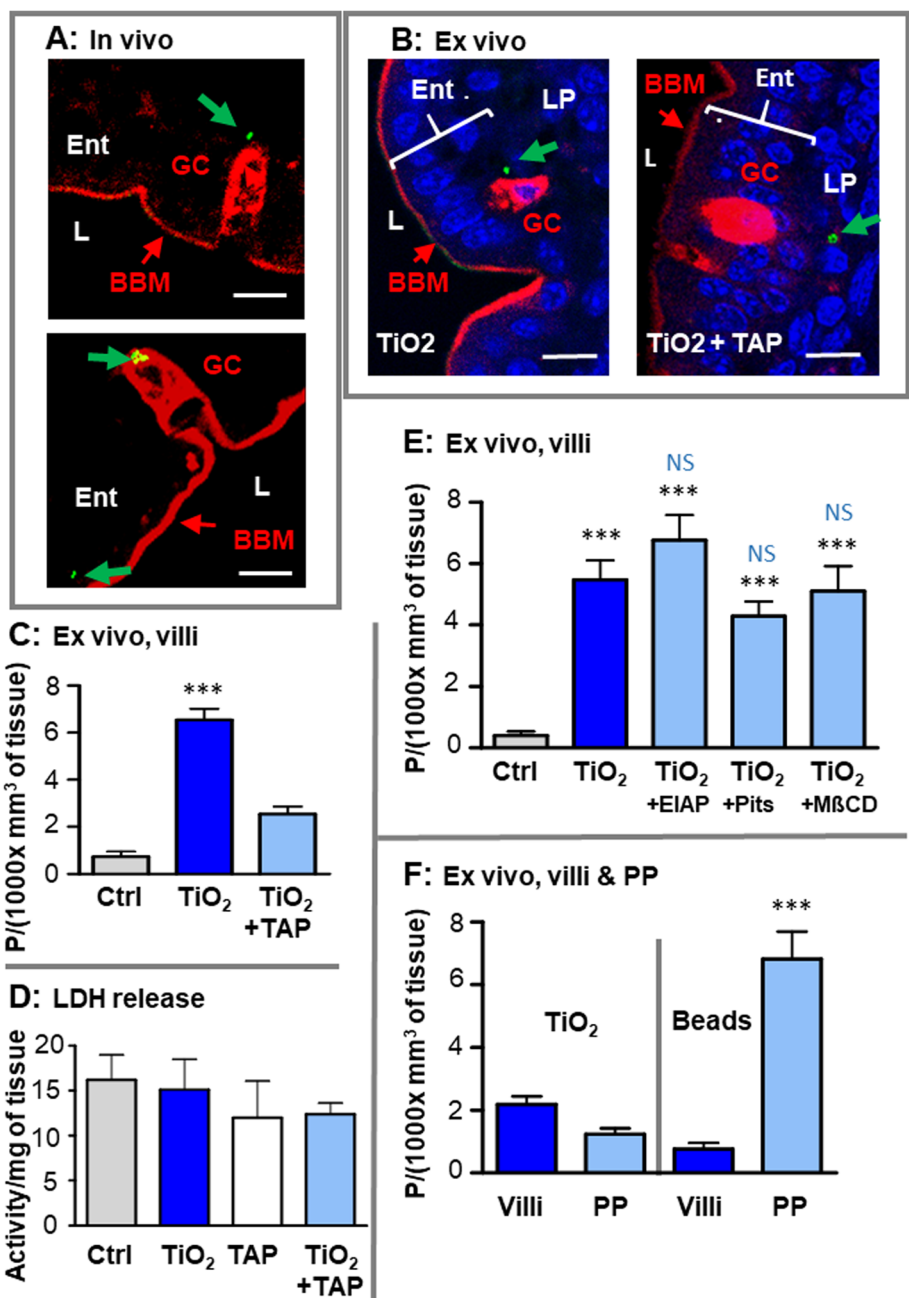 A: In vivo
Ent
GC
L
BBM
GC
Ent
L
BBM
B: Ex vivo
Ent
LP
L
GC
BBM
TiO2
BBM
Ent
L
GC
LP
TiO2 + TAP
C: Ex vivo, villi
P/(1000x mm³ of tissue)
8
6
4
2
0
***
Ctrl
TiO₂
TiO₂
+TAP
D: LDH release
Activity/mg of tissue
20
15
10
5
0
Ctrl
TiO₂
TAP
TiO₂
+TAP
E: Ex vivo, villi
P/(1000x mm³ of tissue)
8
6
4
2
0
***
NS
***
NS
***
NS
***
Ctrl
TiO₂
TiO₂
+EIAP
TiO₂
+Pits
TiO₂
+MßCD
F: Ex vivo, villi & PP
P/(1000x mm³ of tissue)
8
6
4
2
0
TiO₂
Beads
***
Villi
PP
Villi
PP